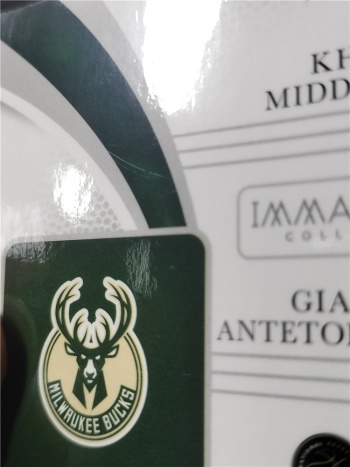 KH
MIDD
IMMA
COLL
GIA
ANTETO
MILWAUKEE BUCKS